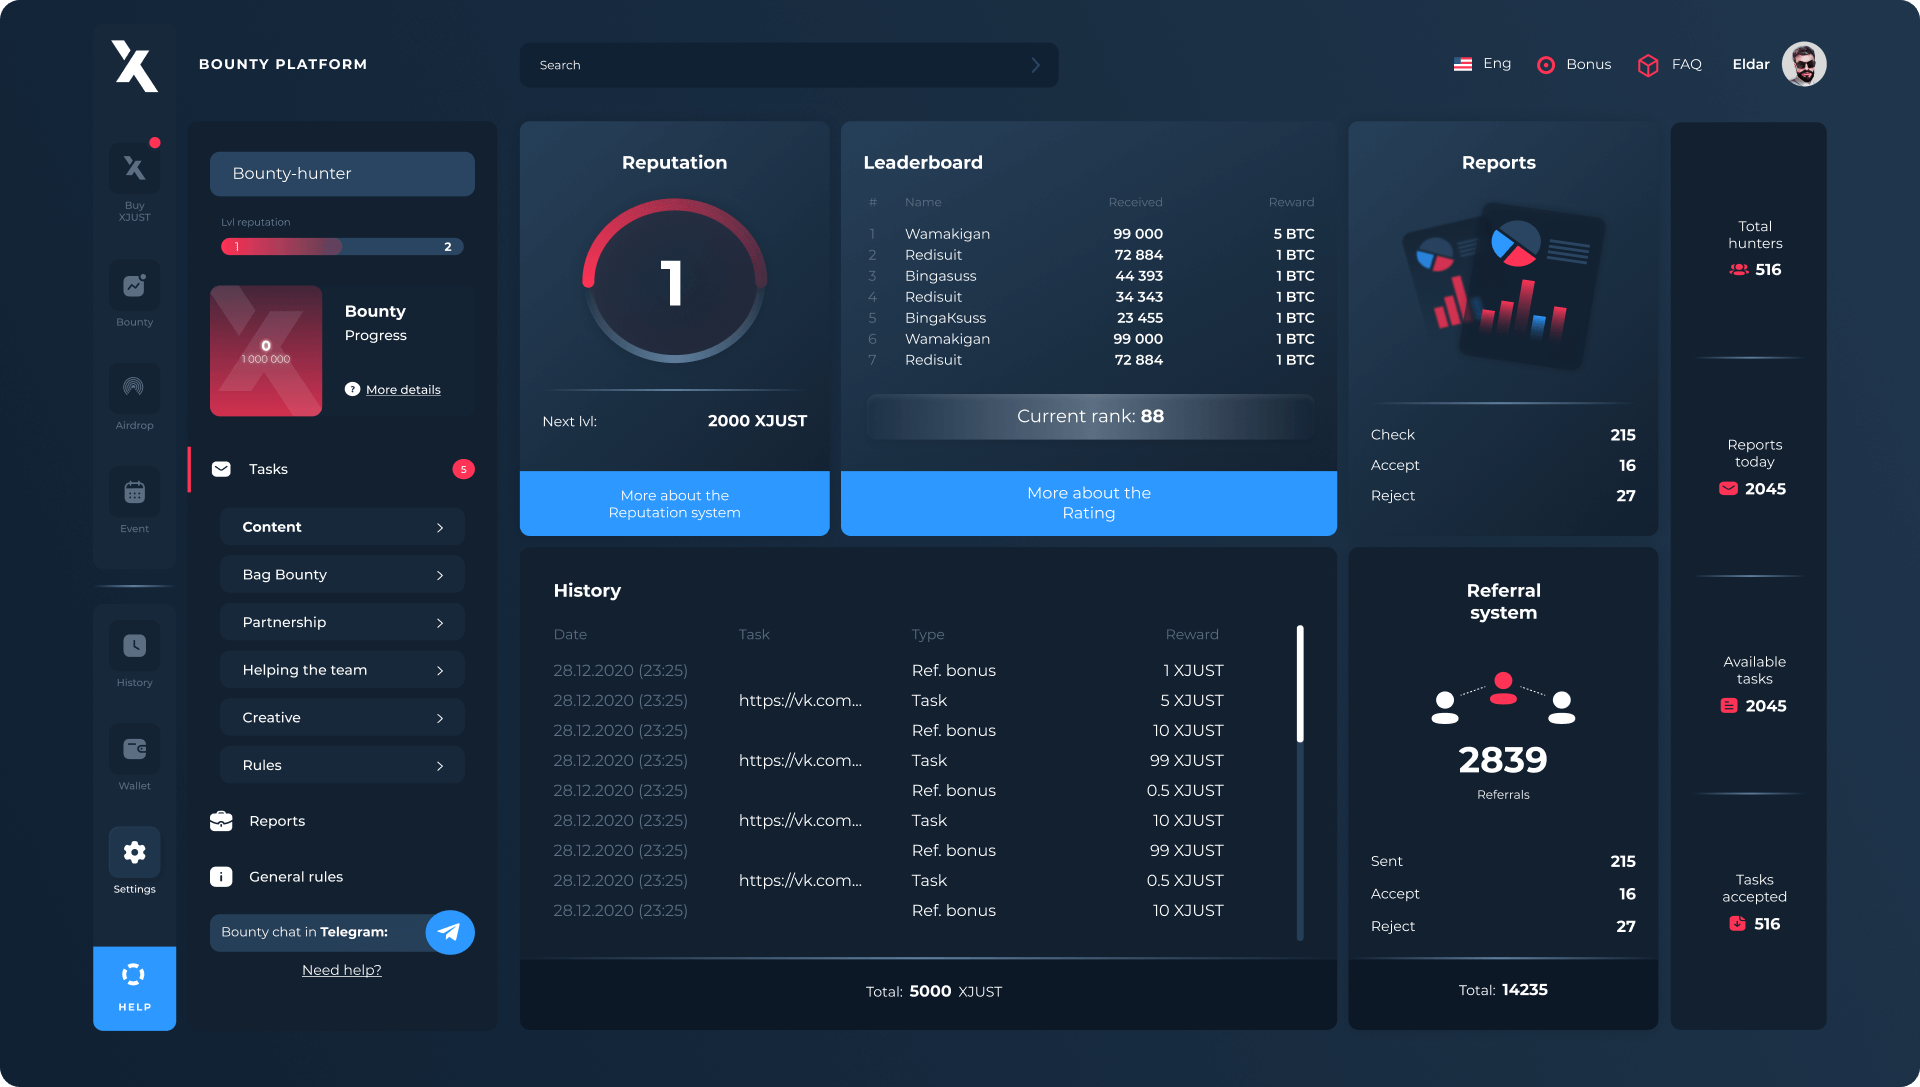 BOUNTY PLATFORM
Search
Eng
Bonus
FAQ
Eldar
Buy
XJUST
Bounty
Airdrop
Event
History
Wallet
Settings
HELP
Bounty-hunter
Lvl reputation
1 2
0
1 000 000
Bounty
Progress
? More details
Tasks 5
Content
Bag Bounty
Partnership
Helping the team
Creative
Rules
Reports
General rules
Bounty chat in Telegram:
Need help?
Reputation
1
Next lvl: 2000 XJUST
More about the
Reputation system
Leaderboard
# Name Received Reward
1 Wamakigan 99 000 5 BTC
2 Redisuit 72 884 1 BTC
3 Bingasuss 44 393 1 BTC
4 Redisuit 34 343 1 BTC
5 BingaKsuss 23 455 1 BTC
6 Wamakigan 99 000 1 BTC
7 Redisuit 72 884 1 BTC
Current rank: 88
More about the
Rating
Reports
Check 215
Accept 16
Reject 27
History
Date Task Type Reward
28.12.2020 (23:25) Ref. bonus 1 XJUST
28.12.2020 (23:25) https://vk.com... Task 5 XJUST
28.12.2020 (23:25) Ref. bonus 10 XJUST
28.12.2020 (23:25) https://vk.com... Task 99 XJUST
28.12.2020 (23:25) Ref. bonus 0.5 XJUST
28.12.2020 (23:25) https://vk.com... Task 10 XJUST
28.12.2020 (23:25) Ref. bonus 99 XJUST
28.12.2020 (23:25) https://vk.com... Task 0.5 XJUST
28.12.2020 (23:25) Ref. bonus 10 XJUST
Total: 5000 XJUST
Referral
system
2839
Referrals
Sent 215
Accept 16
Reject 27
Total: 14235
Total
hunters
516
Reports
today
2045
Available
tasks
2045
Tasks
accepted
516